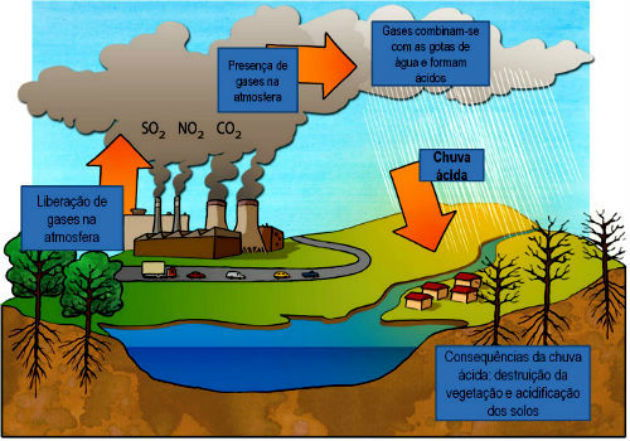 Gases combinam-se
com as gotas de
àgua e formam
ácidos
Presença de
gases na
atmosfera
SO₂ NO₂ CO₂
Chuva
ácida
Liberação de
gases na
atmosfera
Consequências da chuva
ácida: destruição da
vegetação e acidificação
dos solos